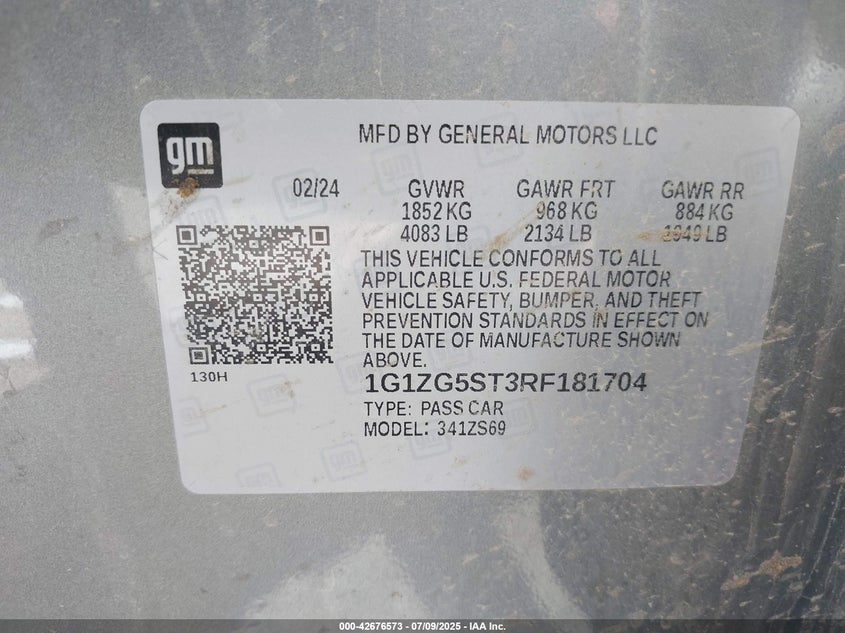 gm
MFD BY GENERAL MOTORS LLC
02/24 GVWR GAWR FRT GAWR RR
1852 KG 968 KG 884 KG
4083 LB 2134 LB 1949 LB
THIS VEHICLE CONFORMS TO ALL
APPLICABLE U.S. FEDERAL MOTOR
VEHICLE SAFETY, BUMPER, AND THEFT
PREVENTION STANDARDS IN EFFECT ON
THE DATE OF MANUFACTURE SHOWN
ABOVE.
130H
1G1ZG5ST3RF181704
TYPE: PASS CAR
MODEL: 341ZS69
000-42676573 / 07/09/2025 - IAA Inc.